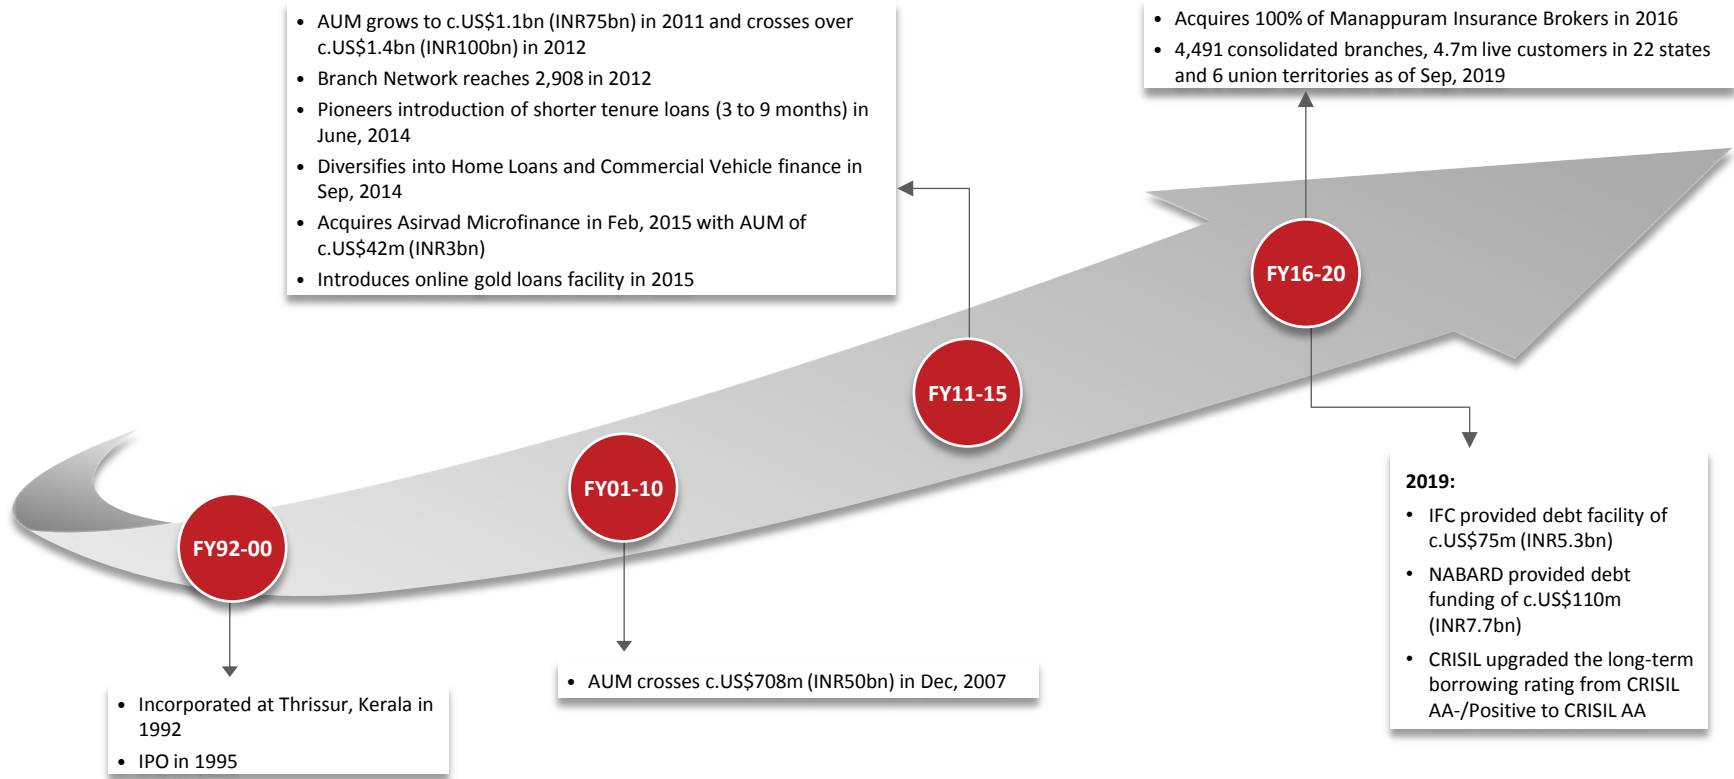 • AUM grows to c.US$1.1bn (INR75bn) in 2011 and crosses over
c.US$1.4bn (INR100bn) in 2012
• Branch Network reaches 2,908 in 2012
• Pioneers introduction of shorter tenure loans (3 to 9 months) in
June, 2014
• Diversifies into Home Loans and Commercial Vehicle finance in
Sep, 2014
• Acquires Asirvad Microfinance in Feb, 2015 with AUM of
c.US$42m (INR3bn)
• Introduces online gold loans facility in 2015
• Acquires 100% of Manappuram Insurance Brokers in 2016
• 4,491 consolidated branches, 4.7m live customers in 22 states
and 6 union territories as of Sep, 2019
FY16-20
FY11-15
FY01-10
FY92-00
• Incorporated at Thrissur, Kerala in
1992
• IPO in 1995
• AUM crosses c.US$708m (INR50bn) in Dec, 2007
2019:
• IFC provided debt facility of
c.US$75m (INR5.3bn)
• NABARD provided debt
funding of c.US$110m
(INR7.7bn)
• CRISIL upgraded the long-term
borrowing rating from CRISIL
AA-/Positive to CRISIL AA